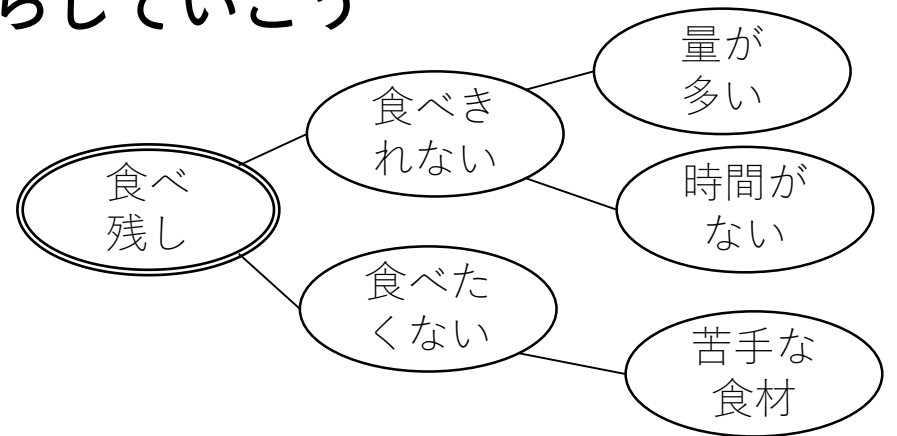 らしていこう
食べ
残し
食べき
れない
量が
多い
時間が
ない
食べた
くない
苦手な
食材